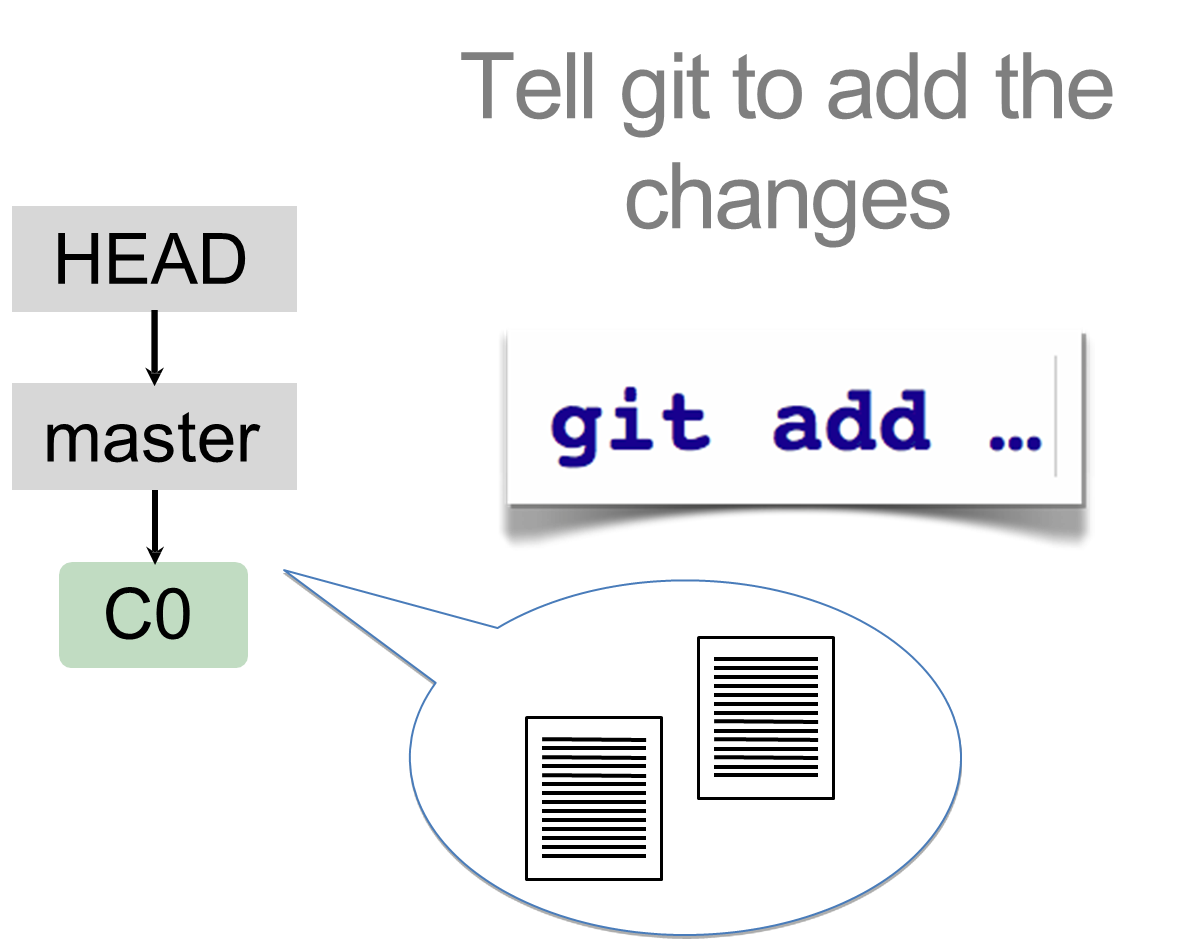 Tell git to add the
changes
HEAD
master
C0
git add …